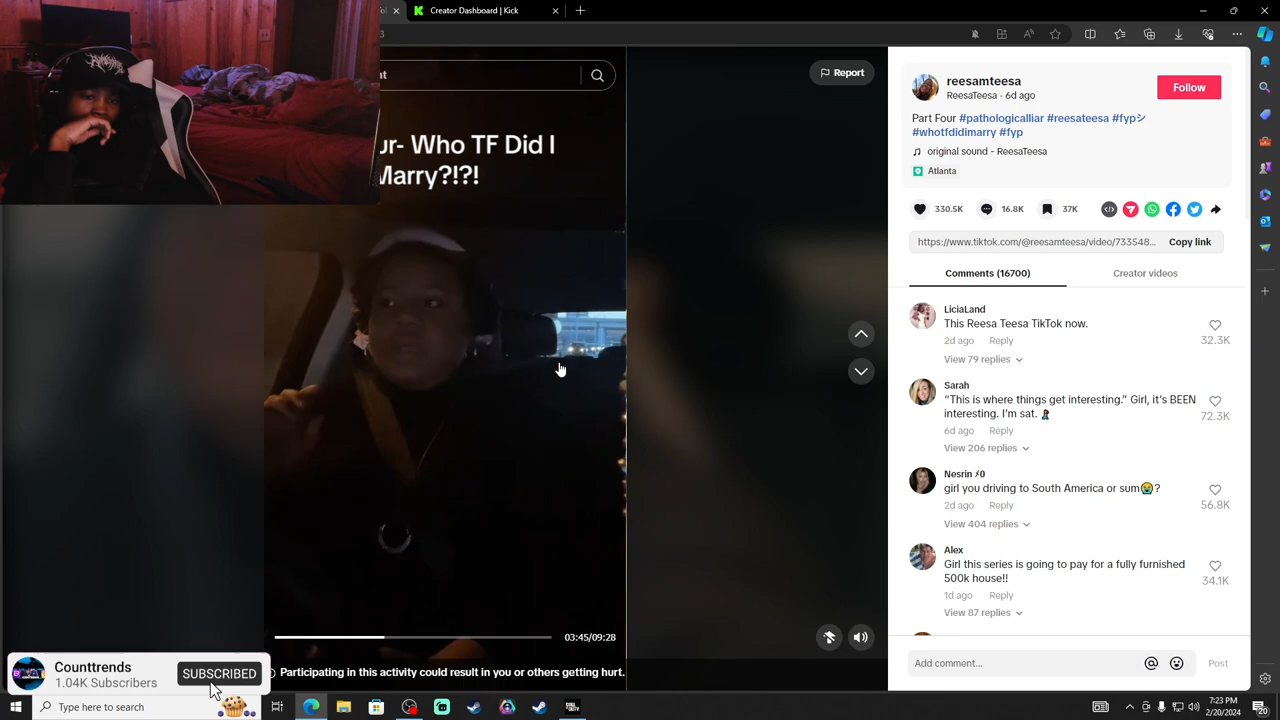 Creator Dashboard | Kick
Report
ur- Who TF Did I
Marry?!?!
reesamteesa
ReesaTeesa · 6d ago
Follow
Part Four #pathologicalliar #reesateesa #fypシ
#whotfdidimarry #fyp
original sound - ReesaTeesa
Atlanta
330.5K
16.8K
37K
https://www.tiktok.com/@reesamteesa/video/733548...
Copy link
Comments (16700)
Creator videos
LiciaLand
This Reesa Teesa TikTok now.
2d ago Reply
32.3K
View 79 replies
Sarah
“This is where things get interesting.” Girl, it’s BEEN
interesting. I’m sat.
72.3K
6d ago Reply
View 206 replies
Nesrin ⚡0
girl you driving to South America or sum😭?
56.8K
2d ago Reply
View 404 replies
Alex
Girl this series is going to pay for a fully furnished
500k house!!
34.1K
1d ago Reply
View 87 replies
03:45/09:28
Participating in this activity could result in you or others getting hurt.
Add comment...
Post
Counttrends
1.04K Subscribers
SUBSCRIBED
Type here to search
7:23 PM
2/20/2024